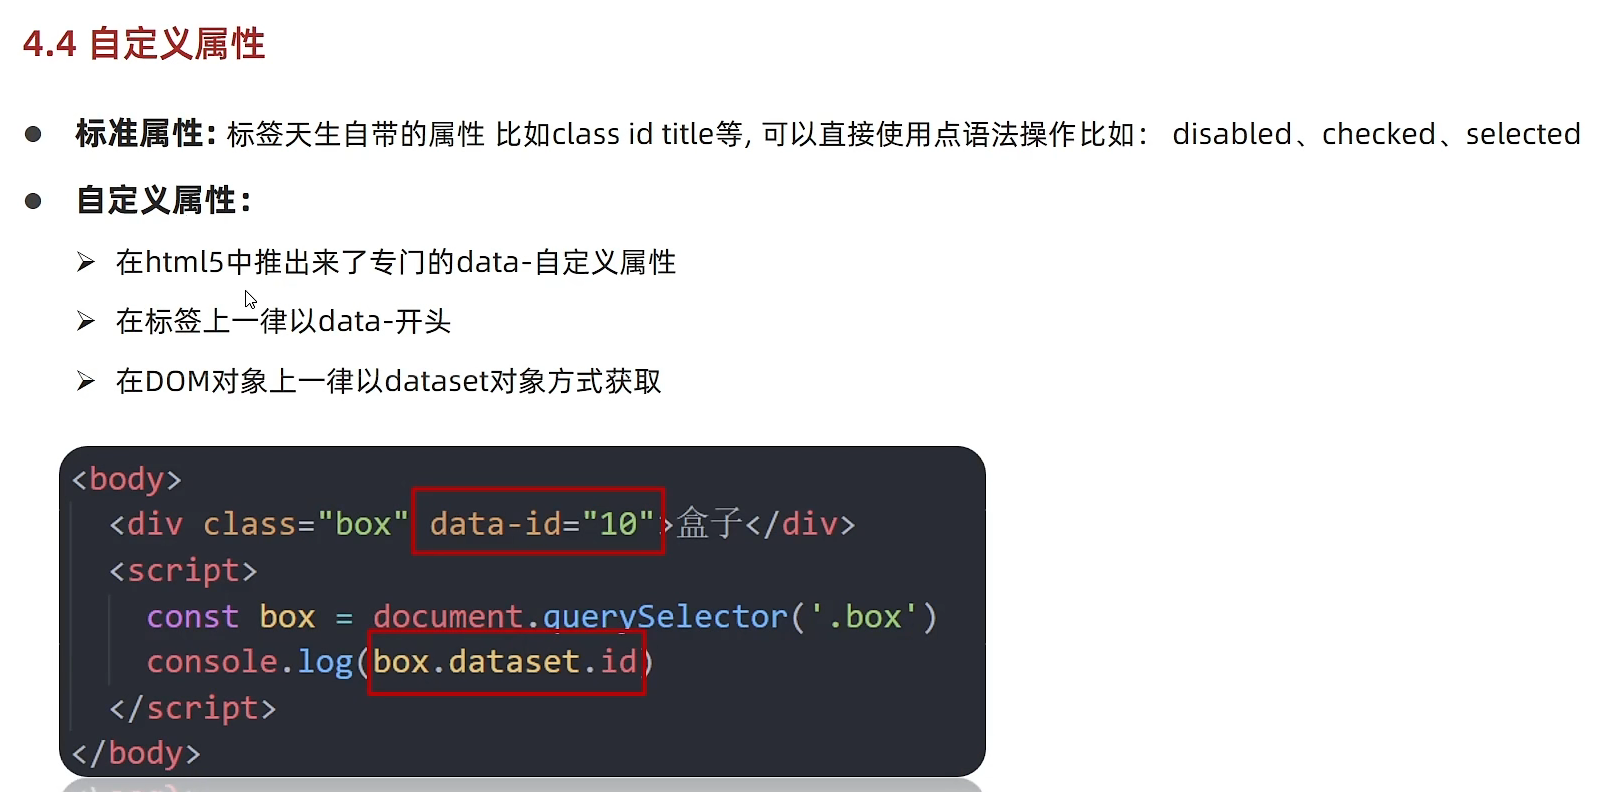 4.4 自定义属性
标准属性: 标签天生自带的属性 比如class id title等, 可以直接使用点语法操作比如： disabled、checked、selected
自定义属性：
在html5中推出来了专门的data-自定义属性
在标签上一律以data-开头
在DOM对象上一律以dataset对象方式获取
<body>
<div class="box" data-id="10">盒子</div>
<script>
const box = document.querySelector('.box')
console.log(box.dataset.id)
</script>
</body>